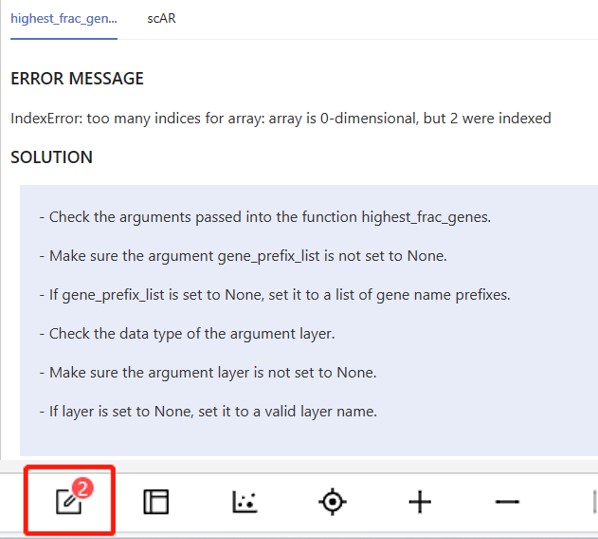 highest_frac_gen... scAR
ERROR MESSAGE
IndexError: too many indices for array: array is 0-dimensional, but 2 were indexed
SOLUTION
- Check the arguments passed into the function highest_frac_genes.
- Make sure the argument gene_prefix_list is not set to None.
- If gene_prefix_list is set to None, set it to a list of gene name prefixes.
- Check the data type of the argument layer.
- Make sure the argument layer is not set to None.
- If layer is set to None, set it to a valid layer name.
2